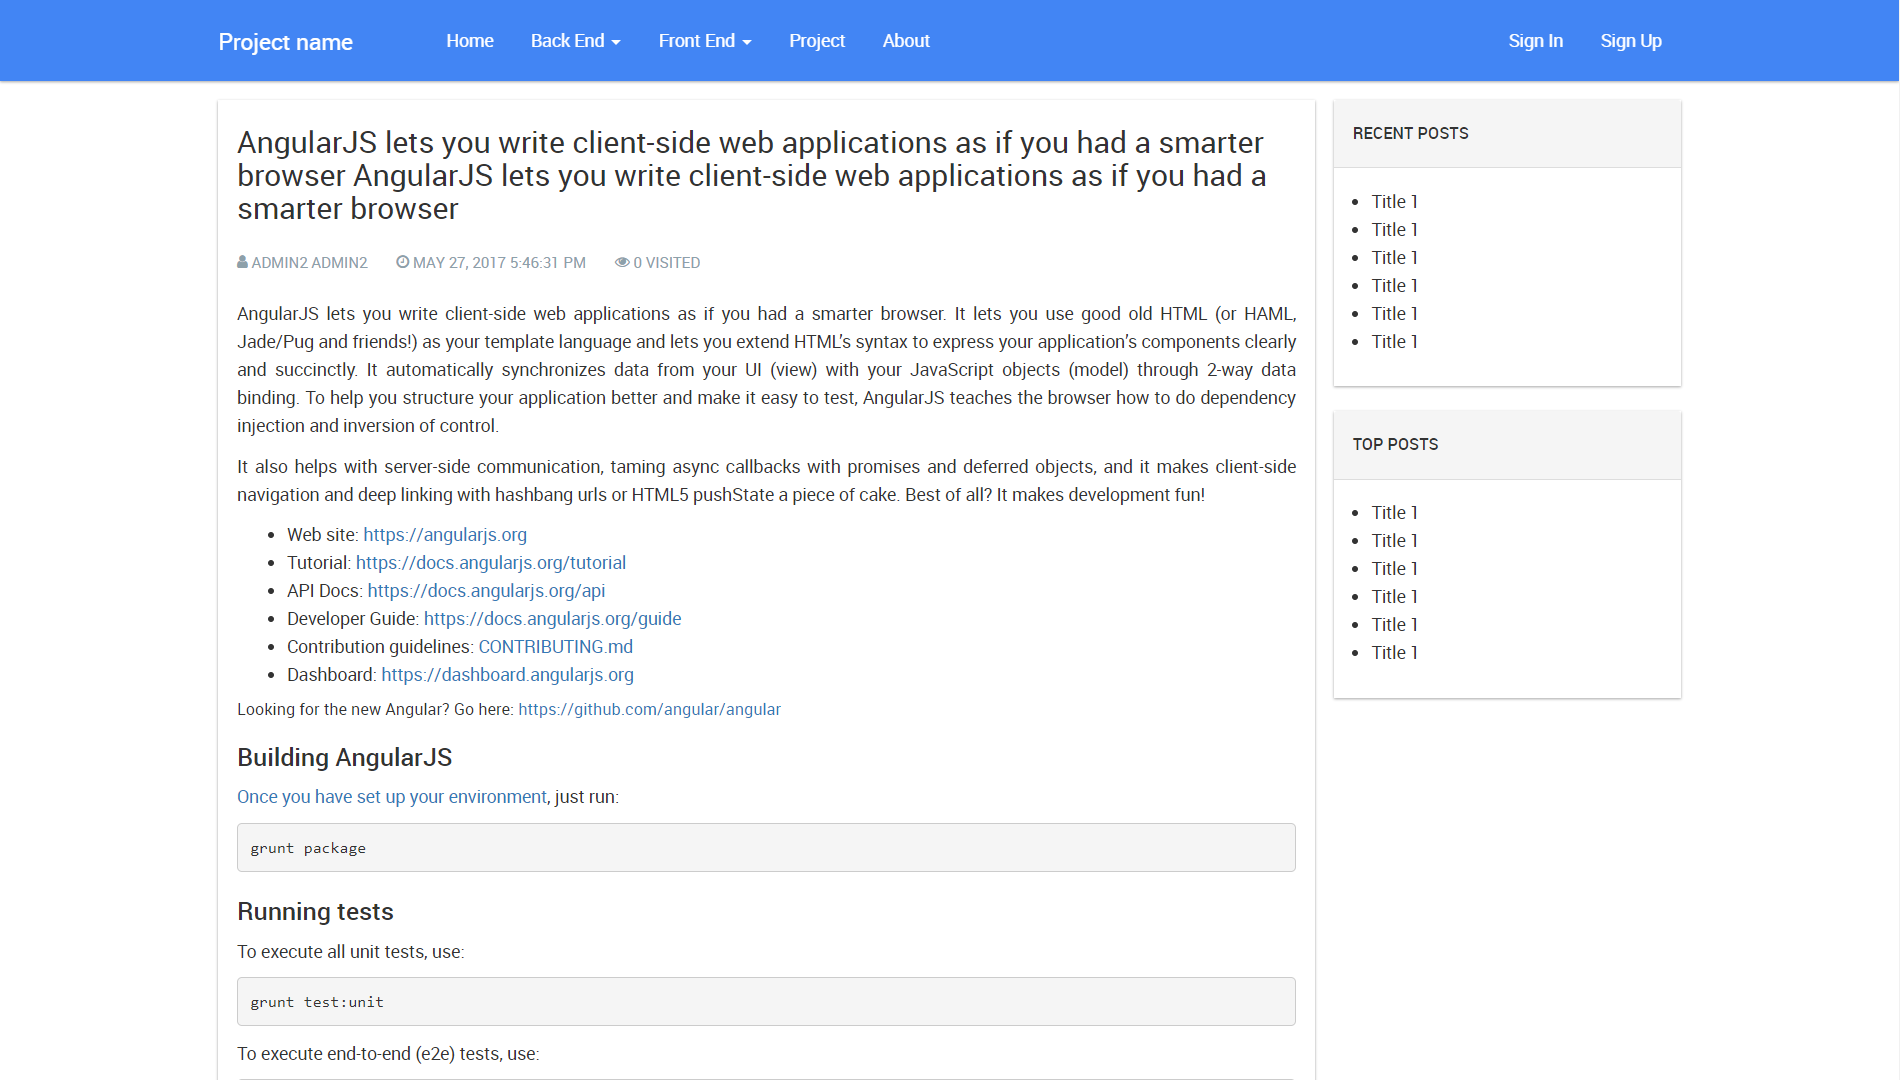 Project name
Home
Back End
Front End
Project
About
Sign In
Sign Up
AngularJS lets you write client-side web applications as if you had a smarter
browser AngularJS lets you write client-side web applications as if you had a
smarter browser
ADMIN2 ADMIN2
MAY 27, 2017 5:46:31 PM
0 VISITED
AngularJS lets you write client-side web applications as if you had a smarter browser. It lets you use good old HTML (or HAML,
Jade/Pug and friends!) as your template language and lets you extend HTML’s syntax to express your application’s components clearly
and succinctly. It automatically synchronizes data from your UI (view) with your JavaScript objects (model) through 2-way data
binding. To help you structure your application better and make it easy to test, AngularJS teaches the browser how to do dependency
injection and inversion of control.
It also helps with server-side communication, taming async callbacks with promises and deferred objects, and it makes client-side
navigation and deep linking with hashbang urls or HTML5 pushState a piece of cake. Best of all? It makes development fun!
Web site: https://angularjs.org
Tutorial: https://docs.angularjs.org/tutorial
API Docs: https://docs.angularjs.org/api
Developer Guide: https://docs.angularjs.org/guide
Contribution guidelines: CONTRIBUTING.md
Dashboard: https://dashboard.angularjs.org
Looking for the new Angular? Go here: https://github.com/angular/angular
Building AngularJS
Once you have set up your environment, just run:
grunt package
Running tests
To execute all unit tests, use:
grunt test:unit
To execute end-to-end (e2e) tests, use:
RECENT POSTS
Title 1
Title 1
Title 1
Title 1
Title 1
Title 1
TOP POSTS
Title 1
Title 1
Title 1
Title 1
Title 1
Title 1